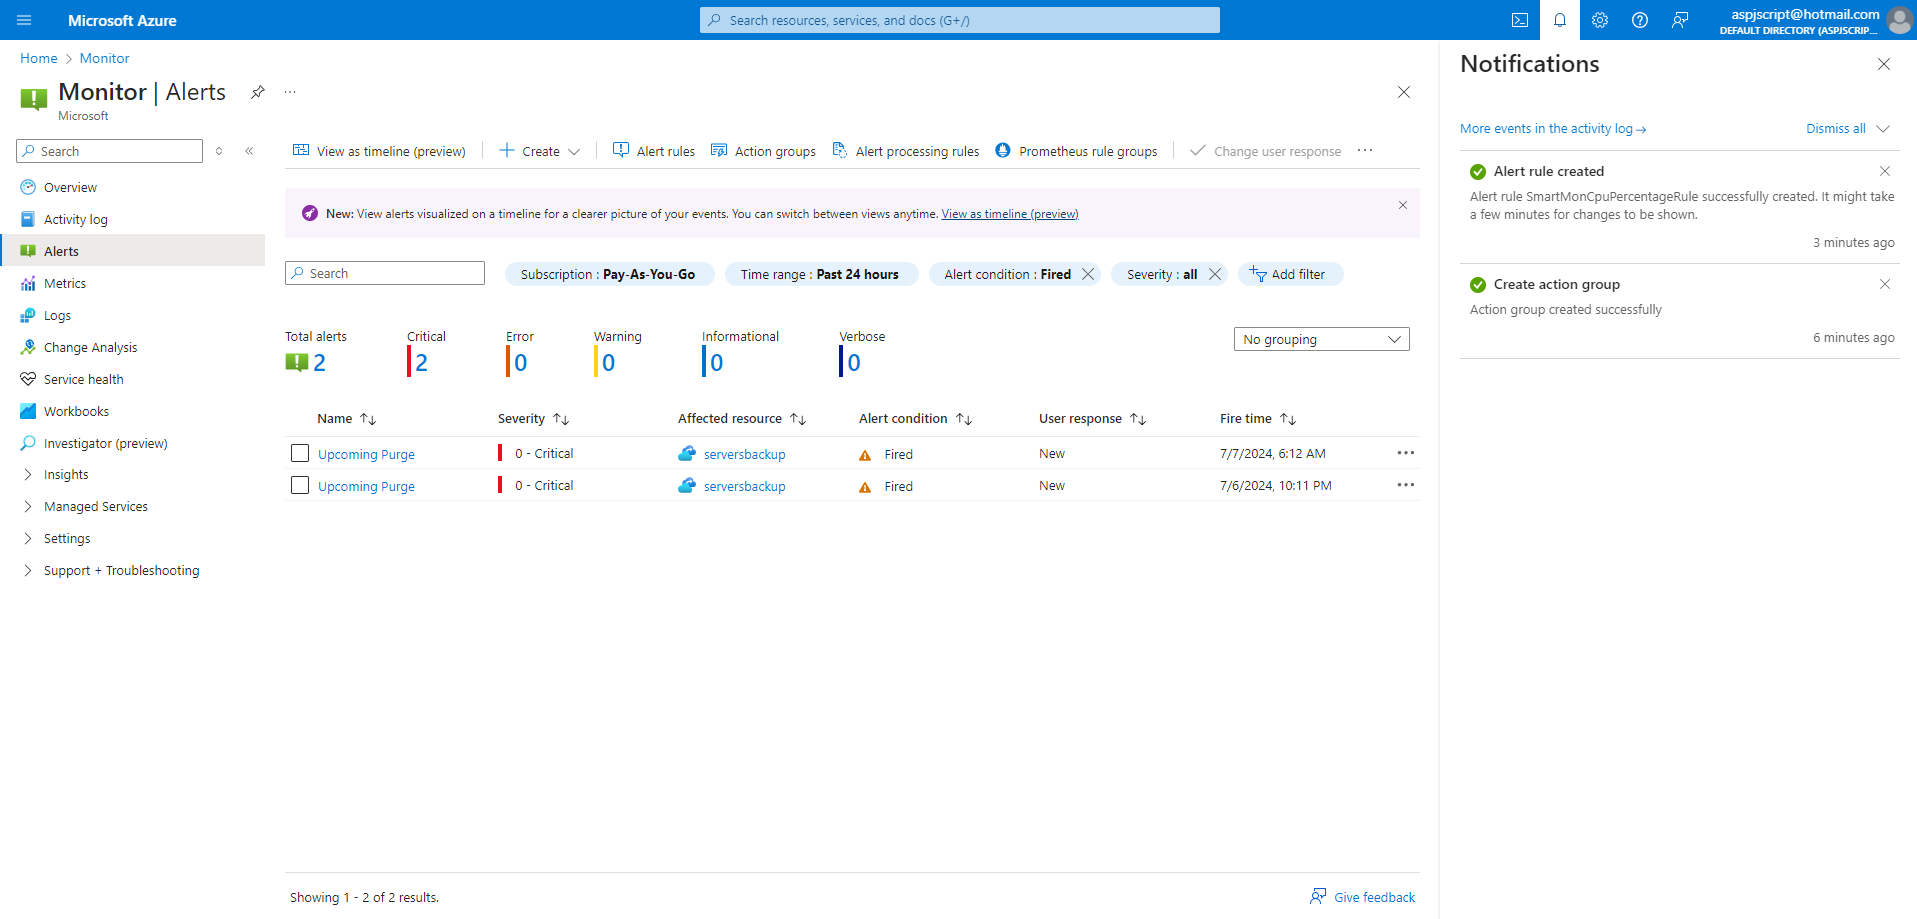 Microsoft Azure
Search resources, services, and docs (G+/)
aspjscript@hotmail.com
DEFAULT DIRECTORY (ASPJSCRIP...
Home > Monitor
Monitor | Alerts
...
Microsoft
Search
Overview
Activity log
Alerts
Metrics
Logs
Change Analysis
Service health
Workbooks
Investigator (preview)
Insights
Managed Services
Settings
Support + Troubleshooting
View as timeline (preview) Create Alert rules Action groups Alert processing rules Prometheus rule groups Change user response ...
New: View alerts visualized on a timeline for a clearer picture of your events. You can switch between views anytime. View as timeline (preview)
Search Subscription : Pay-As-You-Go Time range : Past 24 hours Alert condition : Fired Severity : all Add filter
Total alerts Critical Error Warning Informational Verbose
2 2 0 0 0 0
No grouping
Name Severity Affected resource Alert condition User response Fire time
Upcoming Purge 0 - Critical serversbackup Fired New 7/7/2024, 6:12 AM ...
Upcoming Purge 0 - Critical serversbackup Fired New 7/6/2024, 10:11 PM ...
Showing 1 - 2 of 2 results.
Give feedback
Notifications
More events in the activity log → Dismiss all
Alert rule created
Alert rule SmartMonCpuPercentageRule successfully created. It might take
a few minutes for changes to be shown.
3 minutes ago
Create action group
Action group created successfully
6 minutes ago